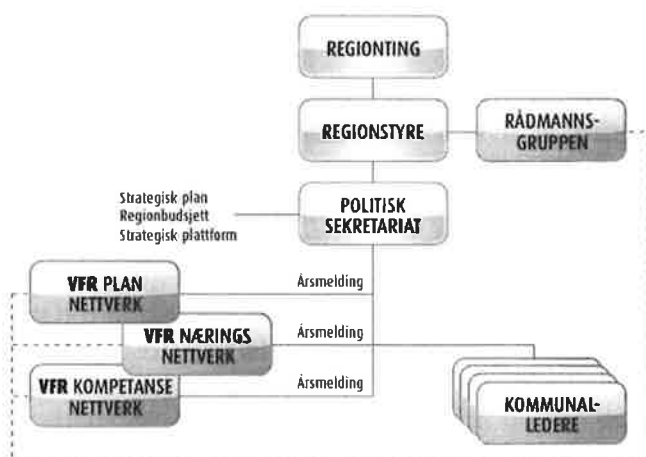 REGIONTING
REGIONSTYRE
RÅDMANNS-
GRUPPEN
Strategisk plan
Regionbudsjett
Strategisk plattform
POLITISK
SEKRETARIAT
VFR PLAN
NETTVERK
Årsmelding
VFR NÆRINGS
NETTVERK
Årsmelding
VFR KOMPETANSE
NETTVERK
Årsmelding
KOMMUNAL-
LEDERE